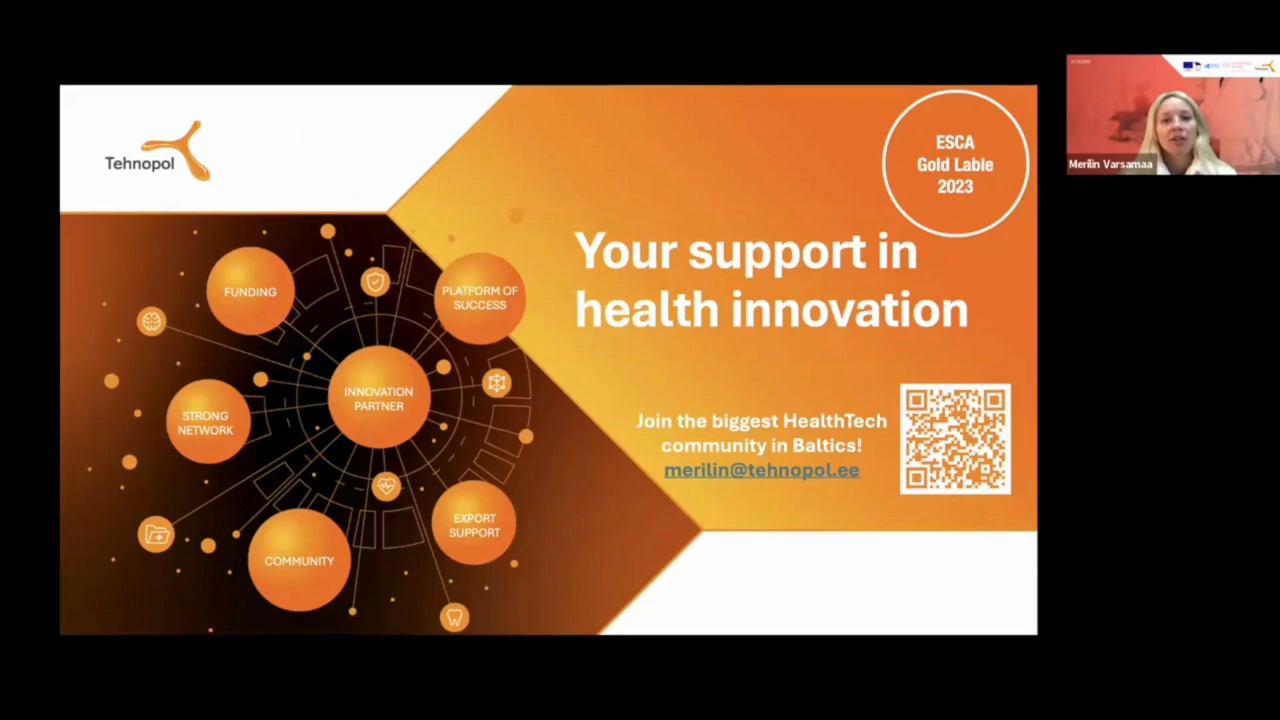 Tehnopol
ESCA
Gold Lable
2023
Your support in
health innovation
FUNDING
PLATFORM OF
SUCCESS
INNOVATION
PARTNER
STRONG
NETWORK
EXPORT
SUPPORT
COMMUNITY
Join the biggest HealthTech
community in Baltics!
merilin@tehnopol.ee
Tehnopol
Merilin Varsamaa